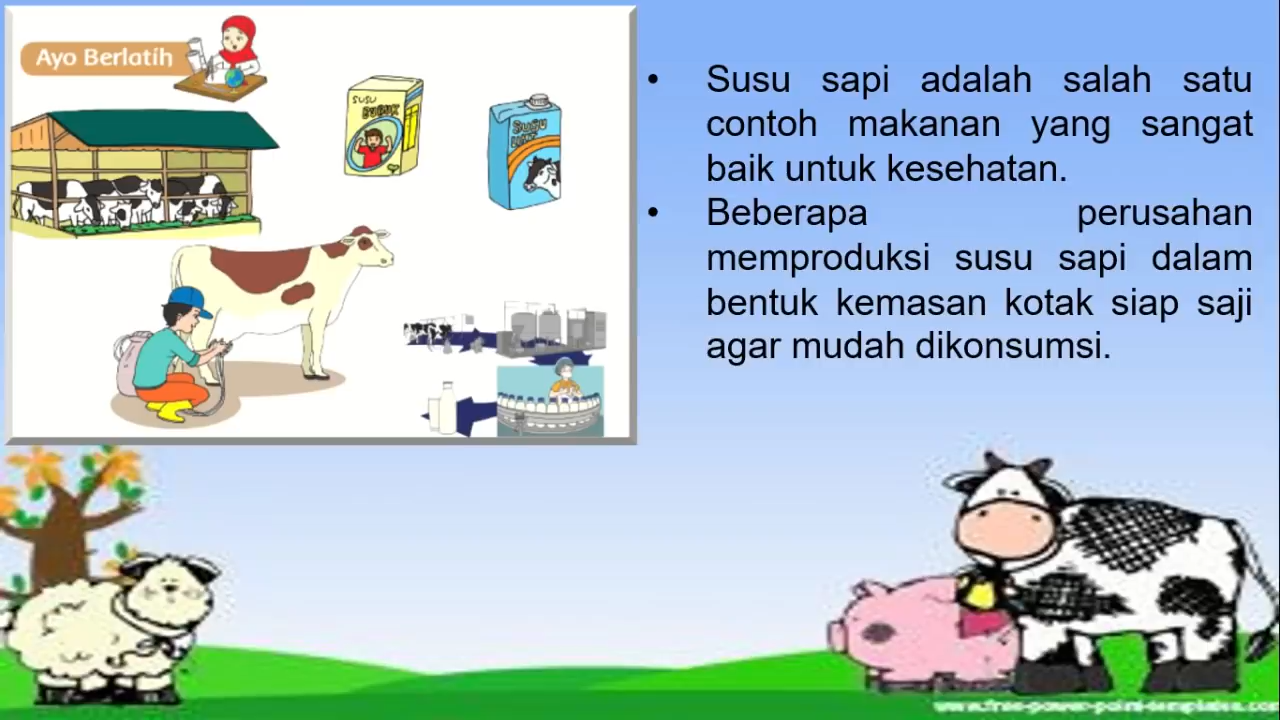 Ayo Berlatih
SUSU
BUBUK
SUSU
• Susu sapi adalah salah satu
contoh makanan yang sangat
baik untuk kesehatan.
• Beberapa perusahan
memproduksi susu sapi dalam
bentuk kemasan kotak siap saji
agar mudah dikonsumsi.
www.free-power-point-templates.com